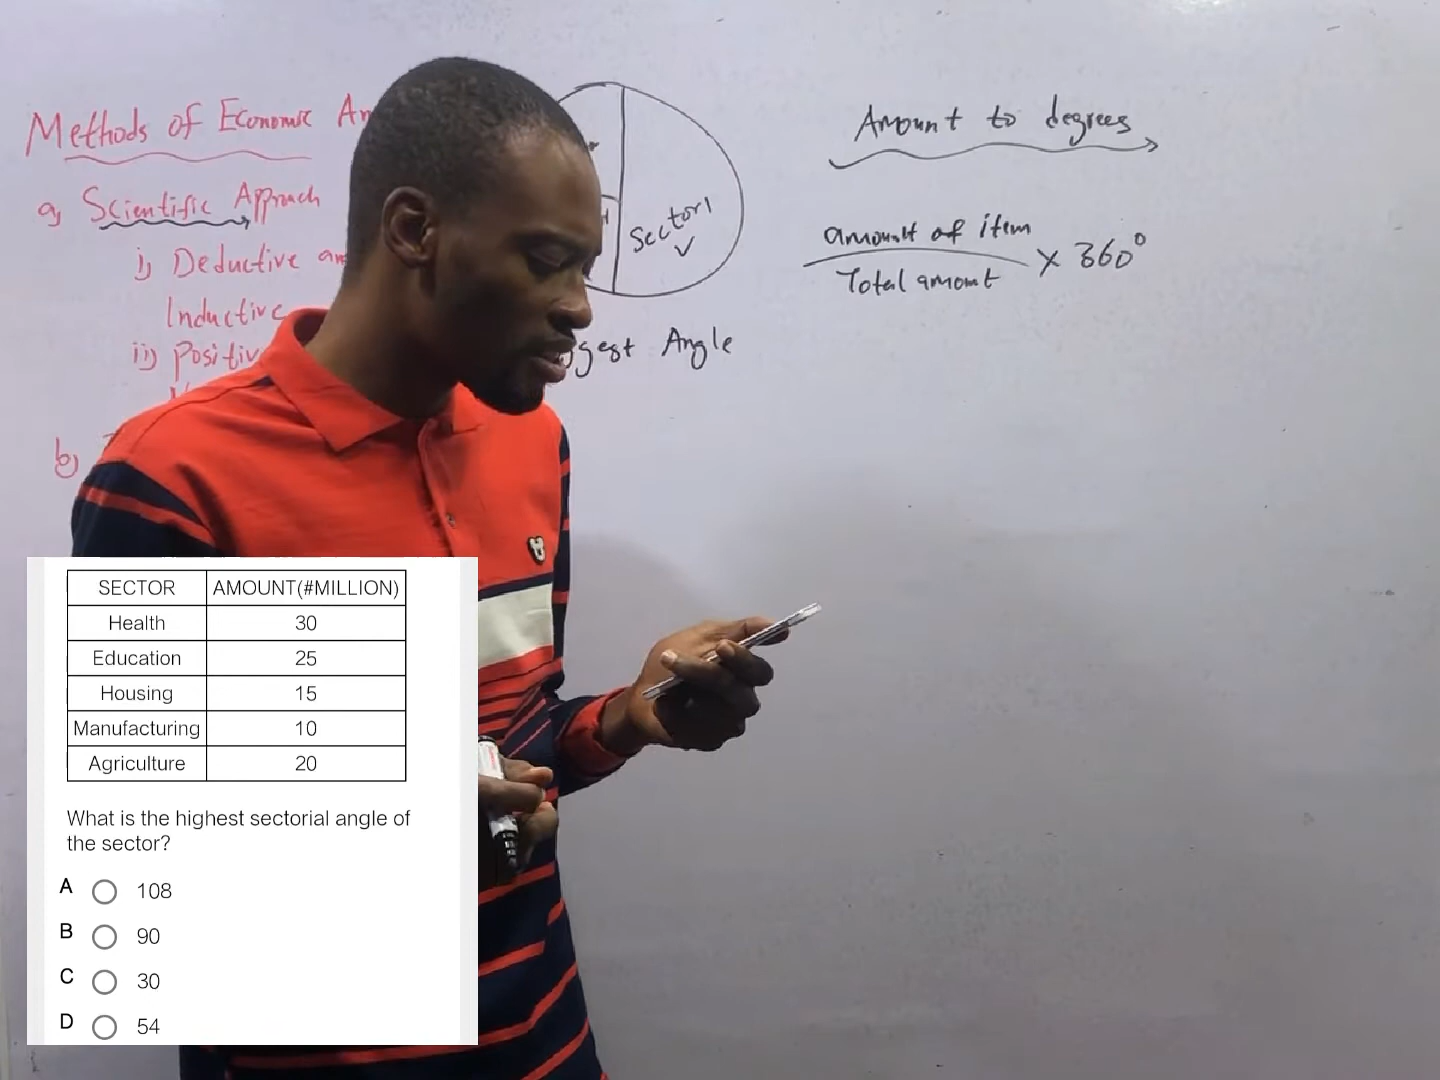 Methods of Economic
a) Scientific Approach
i) Deductive
Inductive
ii)
b)
Sector1
Angle
Amount to degrees
amount of item
Total amount
× 360°
SECTOR AMOUNT(#MILLION)
Health 30
Education 25
Housing 15
Manufacturing 10
Agriculture 20
What is the highest sectorial angle of
the sector?
A 108
B 90
C 30
D 54